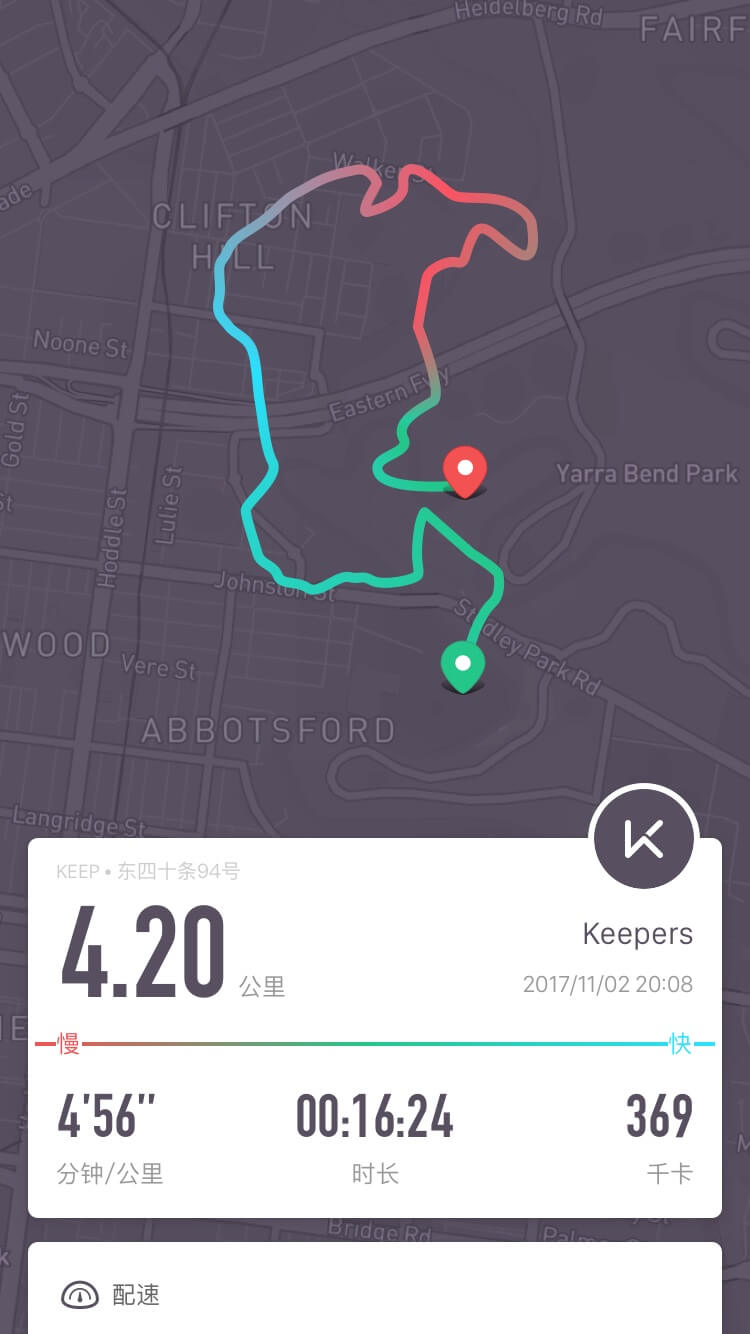 Heidelberg Rd
FAIRF
Walker S
ade
CLIFTON
HILL
Noone St
Eastern Fwy
Gold St
Yarra Bend Park
St
Lulie St
Hoddle St
Johnston St
Studley Park Rd
WOOD
Vere St
ABBOTSFORD
Langridge St
KEEP • 东四十条94号
4.20 公里
Keepers
2017/11/02 20:08
慢 快
4'56" 00:16:24 369
分钟/公里 时长 千卡
Bridge Rd
Palm
配速